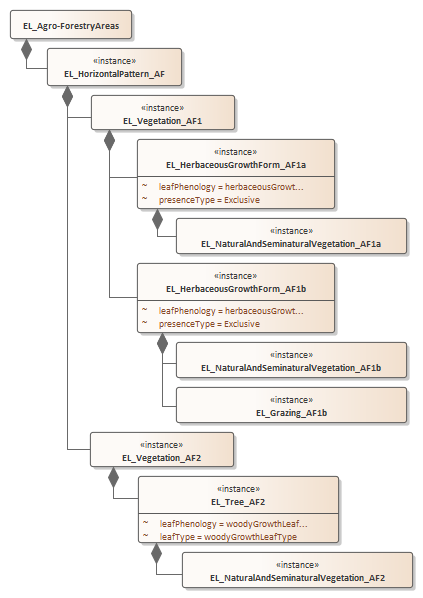 EL_Agro-ForestryAreas
«instance»
EL_HorizontalPattern_AF
«instance»
EL_Vegetation_AF1
«instance»
EL_HerbaceousGrowthForm_AF1a
~ leafPhenology = herbaceousGrowt...
~ presenceType = Exclusive
«instance»
EL_NaturalAndSeminaturalVegetation_AF1a
«instance»
EL_HerbaceousGrowthForm_AF1b
~ leafPhenology = herbaceousGrowt...
~ presenceType = Exclusive
«instance»
EL_NaturalAndSeminaturalVegetation_AF1b
«instance»
EL_Grazing_AF1b
«instance»
EL_Vegetation_AF2
«instance»
EL_Tree_AF2
~ leafPhenology = woodyGrowthLeaf...
~ leafType = woodyGrowthLeafType
«instance»
EL_NaturalAndSeminaturalVegetation_AF2